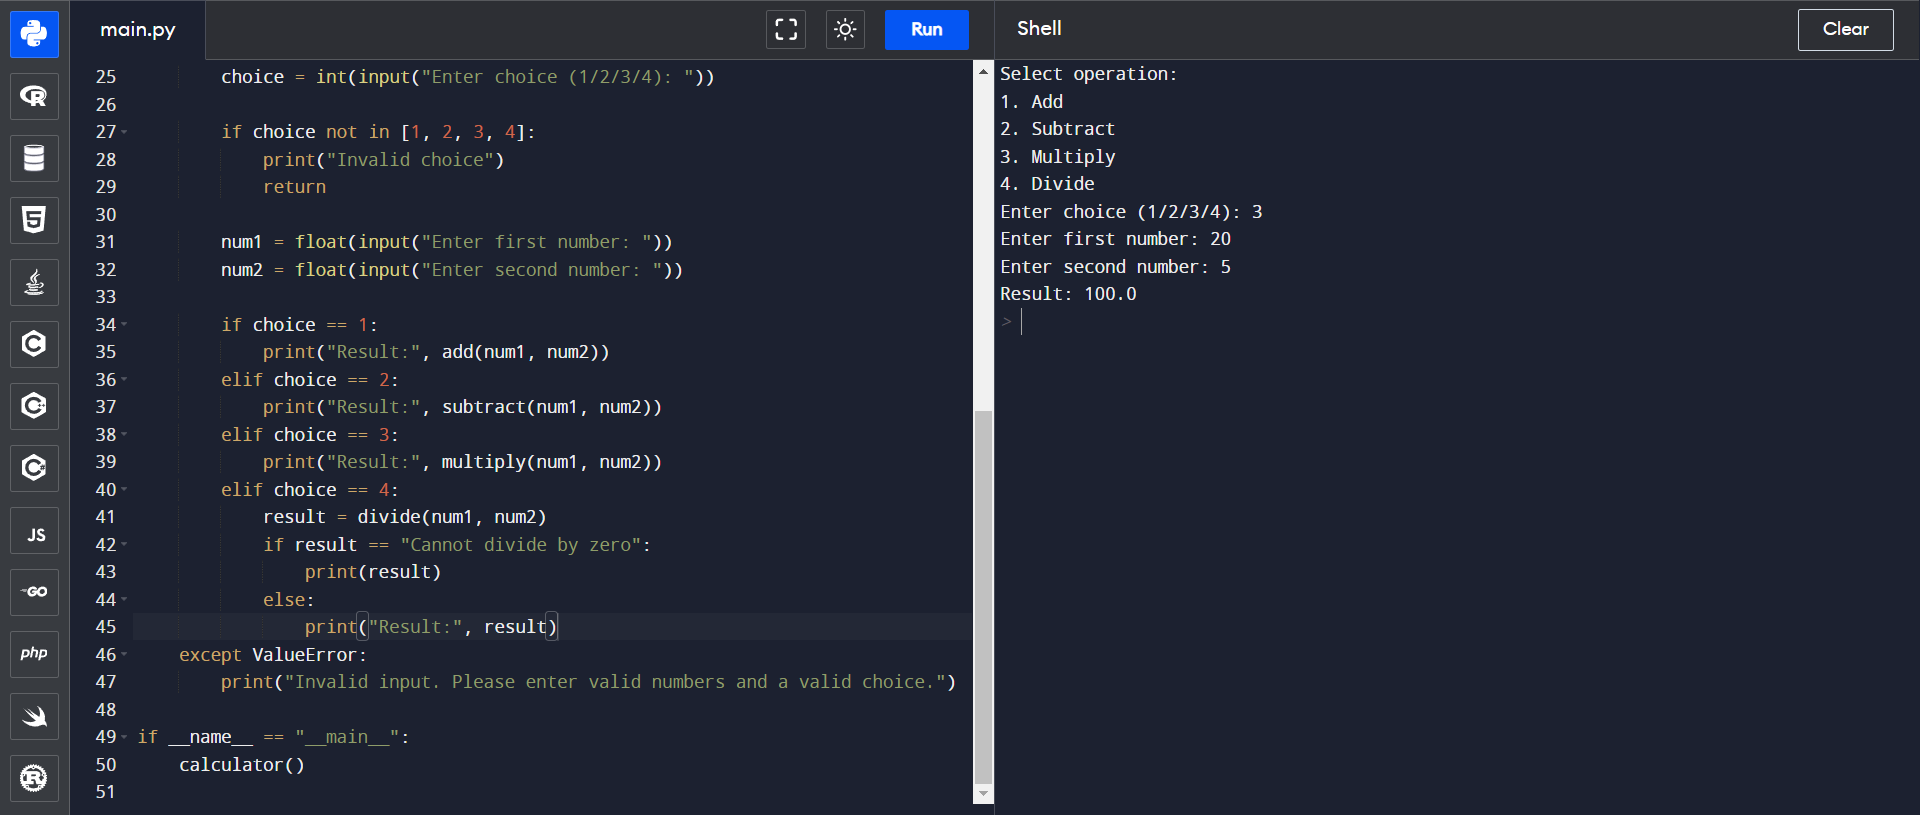 main.py
Run
Shell
Clear
25 choice = int(input("Enter choice (1/2/3/4): "))
26
27 if choice not in [1, 2, 3, 4]:
28 print("Invalid choice")
29 return
30
31 num1 = float(input("Enter first number: "))
32 num2 = float(input("Enter second number: "))
33
34 if choice == 1:
35 print("Result:", add(num1, num2))
36 elif choice == 2:
37 print("Result:", subtract(num1, num2))
38 elif choice == 3:
39 print("Result:", multiply(num1, num2))
40 elif choice == 4:
41 result = divide(num1, num2)
42 if result == "Cannot divide by zero":
43 print(result)
44 else:
45 print("Result:", result)
46 except ValueError:
47 print("Invalid input. Please enter valid numbers and a valid choice.")
48
49 if __name__ == "__main__":
50 calculator()
51
Select operation:
1. Add
2. Subtract
3. Multiply
4. Divide
Enter choice (1/2/3/4): 3
Enter first number: 20
Enter second number: 5
Result: 100.0
>
R
5
C
C++
C#
JS
GO
php
R